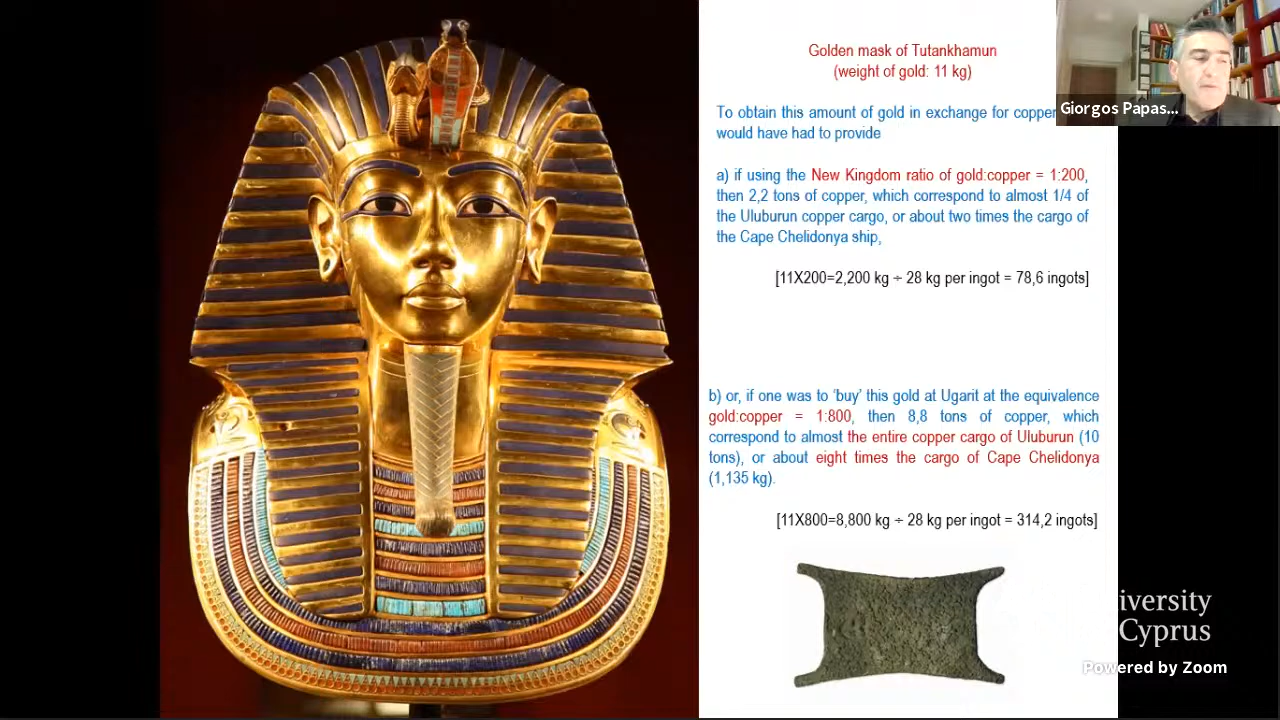 Golden mask of Tutankhamun
(weight of gold: 11 kg)
To obtain this amount of gold in exchange for copper
would have had to provide
a) if using the New Kingdom ratio of gold:copper = 1:200,
then 2,2 tons of copper, which correspond to almost 1/4 of
the Uluburun copper cargo, or about two times the cargo of
the Cape Chelidonya ship,
[11X200=2,200 kg ÷ 28 kg per ingot = 78,6 ingots]
b) or, if one was to ‘buy’ this gold at Ugarit at the equivalence
gold:copper = 1:800, then 8,8 tons of copper, which
correspond to almost the entire copper cargo of Uluburun (10
tons), or about eight times the cargo of Cape Chelidonya
(1,135 kg).
[11X800=8,800 kg ÷ 28 kg per ingot = 314,2 ingots]
Giorgos Papas...
iversity
Cyprus
Powered by Zoom